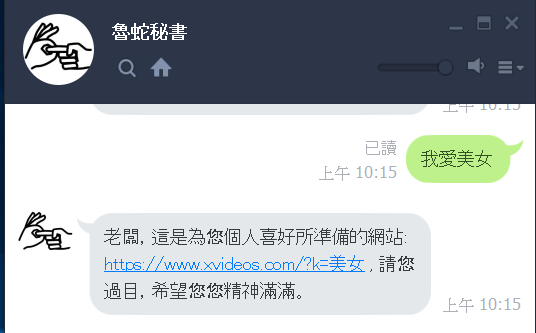 魯蛇秘書
上午 10:15
已讀
上午 10:15
我愛美女
老闆, 這是為您個人喜好所準備的網站:
https://www.xvideos.com/?k=美女 , 請您
過目, 希望您您精神滿滿。
上午 10:15